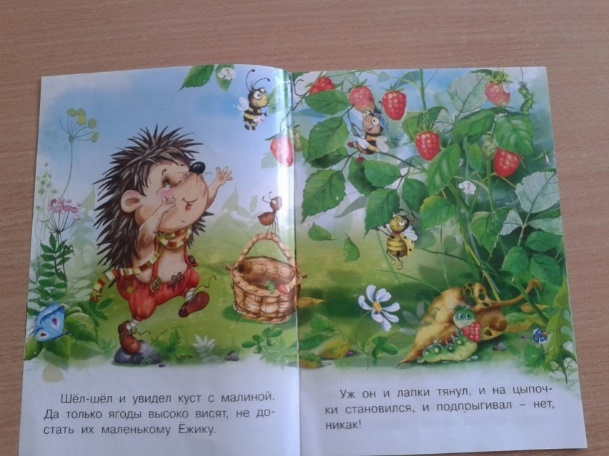 Шёл-шёл и увидел куст с малиной.
Да только ягоды высоко висят, не до-
стать их маленькому Ёжику.
Уж он и лапки тянул, и на цыпоч-
ки становился, и подпрыгивал – нет,
никак!